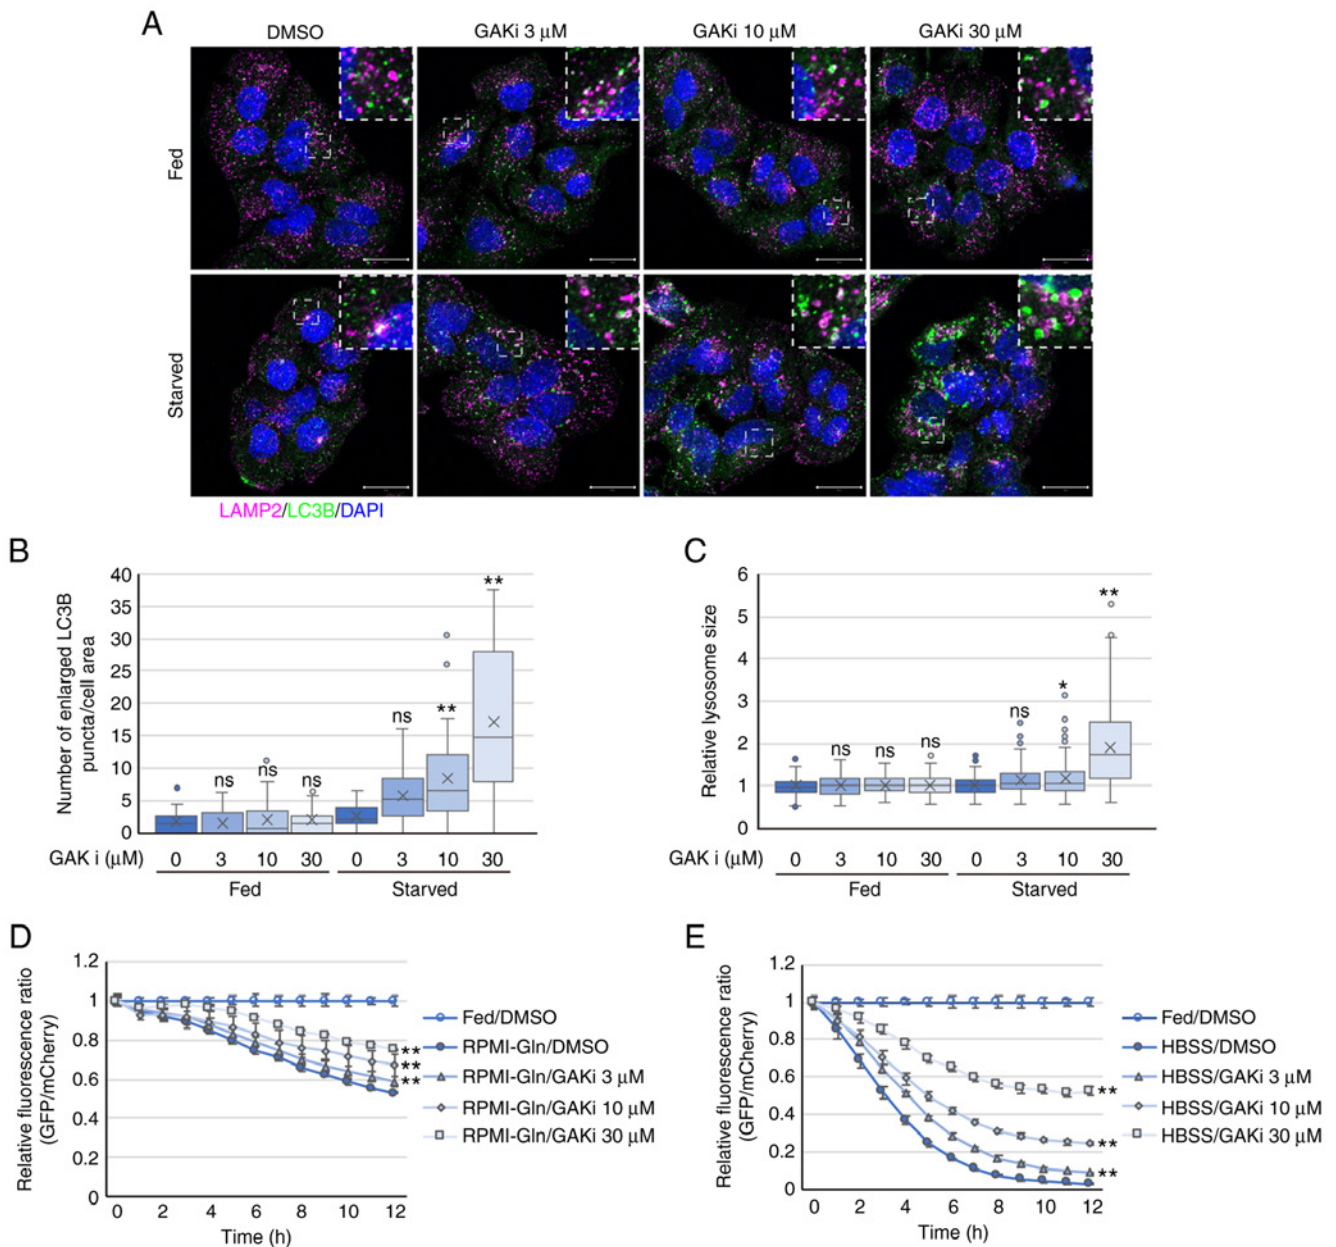 A
DMSO GAKi 3 μM GAKi 10 μM GAKi 30 μM
Fed
Starved
LAMP2/LC3B/DAPI
B
Number of enlarged LC3B
puncta/cell area
40
35
30
25
20
15
10
5
0
ns ns ns ns ** **
GAK i (μM) 0 3 10 30 0 3 10 30
Fed Starved
C
Relative lysosome size
6
5
4
3
2
1
0
ns ns ns ns * **
GAK i (μM) 0 3 10 30 0 3 10 30
Fed Starved
D
Relative fluorescence ratio
(GFP/mCherry)
1.2
1
0.8
0.6
0.4
0.2
0
0 2 4 6 8 10 12
Time (h)
**
**
**
Fed/DMSO
RPMI-Gln/DMSO
RPMI-Gln/GAKi 3 μM
RPMI-Gln/GAKi 10 μM
RPMI-Gln/GAKi 30 μM
E
Relative fluorescence ratio
(GFP/mCherry)
1.2
1
0.8
0.6
0.4
0.2
0
0 2 4 6 8 10 12
Time (h)
**
**
**
Fed/DMSO
HBSS/DMSO
HBSS/GAKi 3 μM
HBSS/GAKi 10 μM
HBSS/GAKi 30 μM